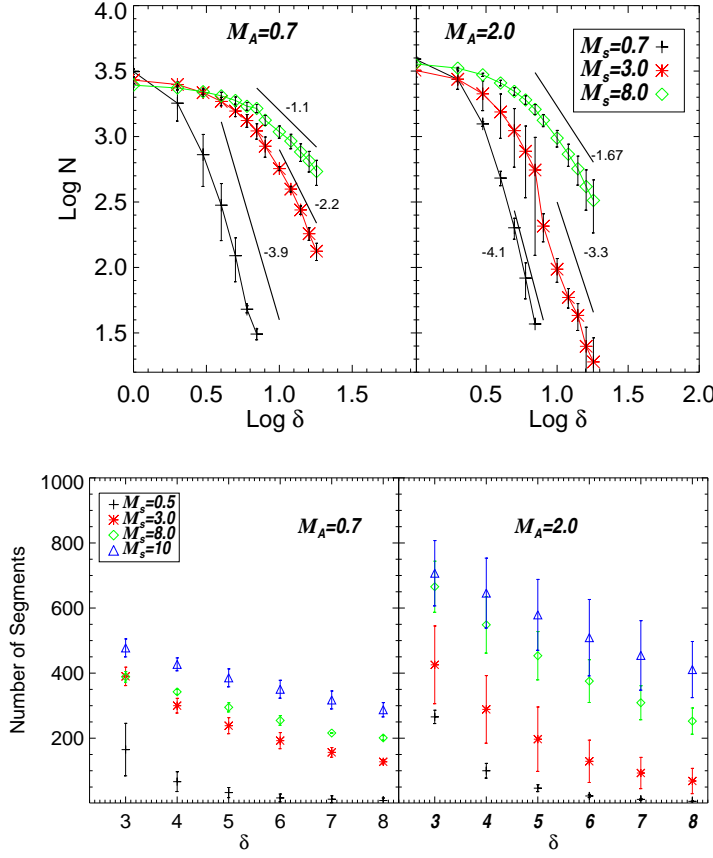 M_A=0.7
M_A=2.0
M_s=0.7
M_s=3.0
M_s=8.0
4.0
3.5
3.0
2.5
2.0
1.5
Log N
-1.1
-2.2
-3.9
-1.67
-4.1
-3.3
0.0 0.5 1.0 1.5
0.5 1.0 1.5 2.0
Log δ
Log δ
1000
800
600
400
200
Number of Segments
M_s=0.5
M_s=3.0
M_s=8.0
M_s=10
M_A=0.7
M_A=2.0
3 4 5 6 7 8
3 4 5 6 7 8
δ
δ